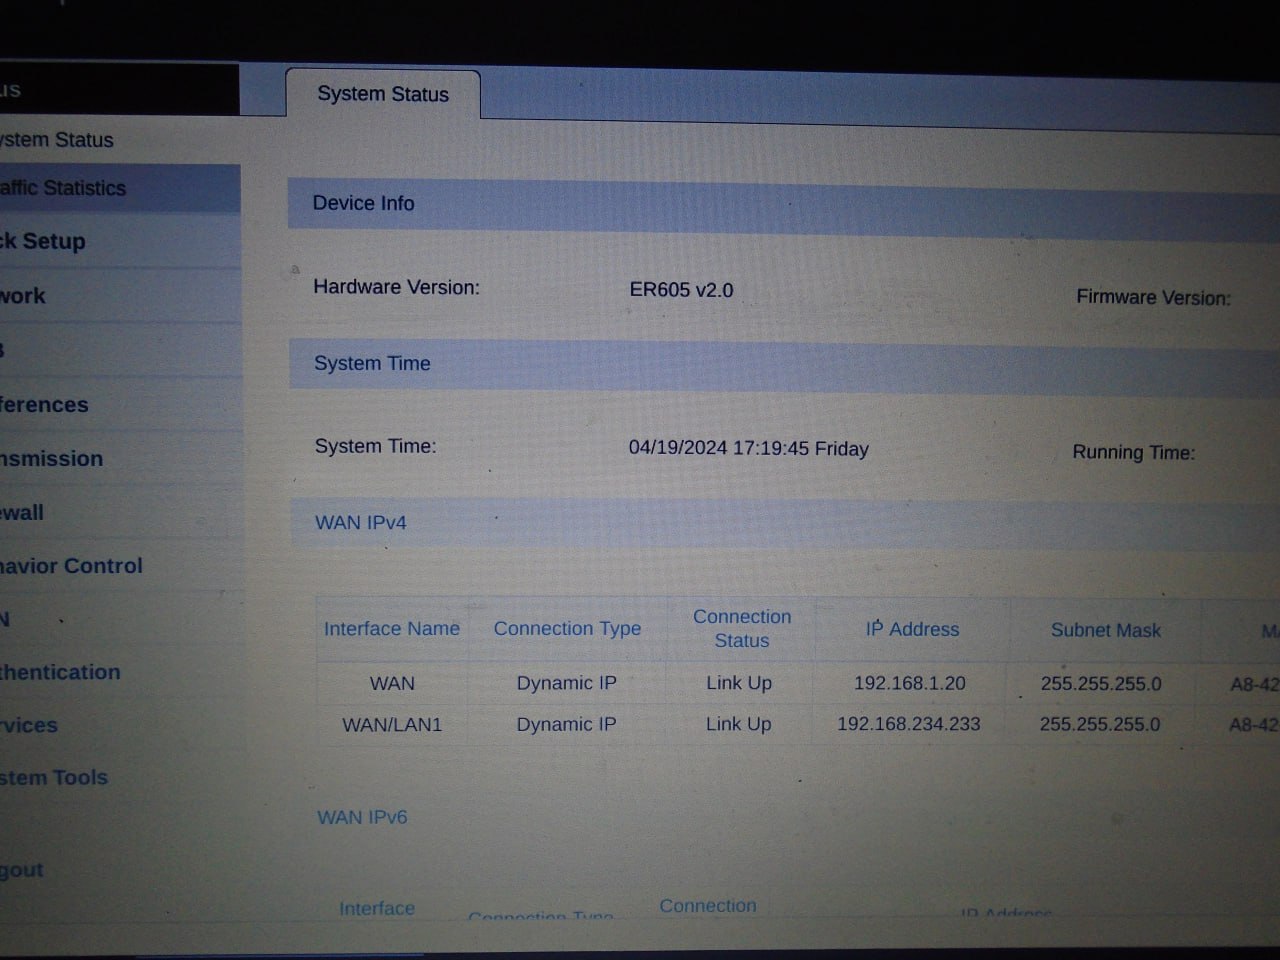 us
System Status
ystem Status
affic Statistics
Device Info
ck Setup
Hardware Version:
ER605 v2.0
Firmware Version:
work
System Time
ferences
System Time:
04/19/2024 17:19:45 Friday
Running Time:
nsmission
ewall
WAN IPv4
havior Control
N
Interface Name
Connection Type
Connection
Status
IP Address
Subnet Mask
M
thentication
WAN
Dynamic IP
Link Up
192.168.1.20
255.255.255.0
A8-42
rvices
WAN/LAN1
Dynamic IP
Link Up
192.168.234.233
255.255.255.0
A8-42
stem Tools
WAN IPv6
gout
Interface
Connection Type
Connection
IP Address